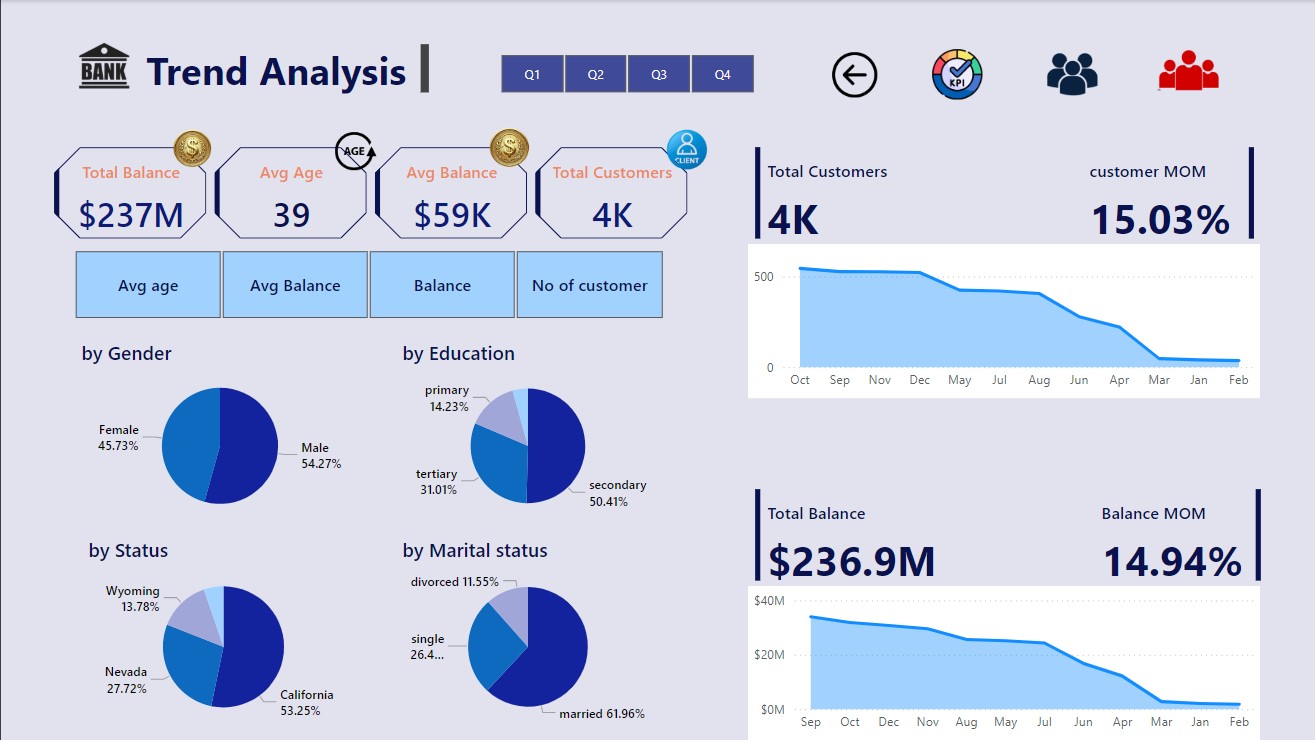 BANK
Trend Analysis
Q1 Q2 Q3 Q4
KPI
Total Balance
$237M
AGE
Avg Age
39
Avg Balance
$59K
CLIENT
Total Customers
4K
Avg age
Avg Balance
Balance
No of customer
by Gender
Female
45.73%
Male
54.27%
by Education
primary
14.23%
tertiary
31.01%
secondary
50.41%
by Status
Wyoming
13.78%
Nevada
27.72%
California
53.25%
by Marital status
divorced 11.55%
single
26.4...
married 61.96%
Total Customers
4K
customer MOM
15.03%
500
0
Oct Sep Nov Dec May Jul Aug Jun Apr Mar Jan Feb
Total Balance
$236.9M
Balance MOM
14.94%
$40M
$20M
$0M
Sep Oct Dec Nov Aug May Jul Jun Apr Mar Jan Feb